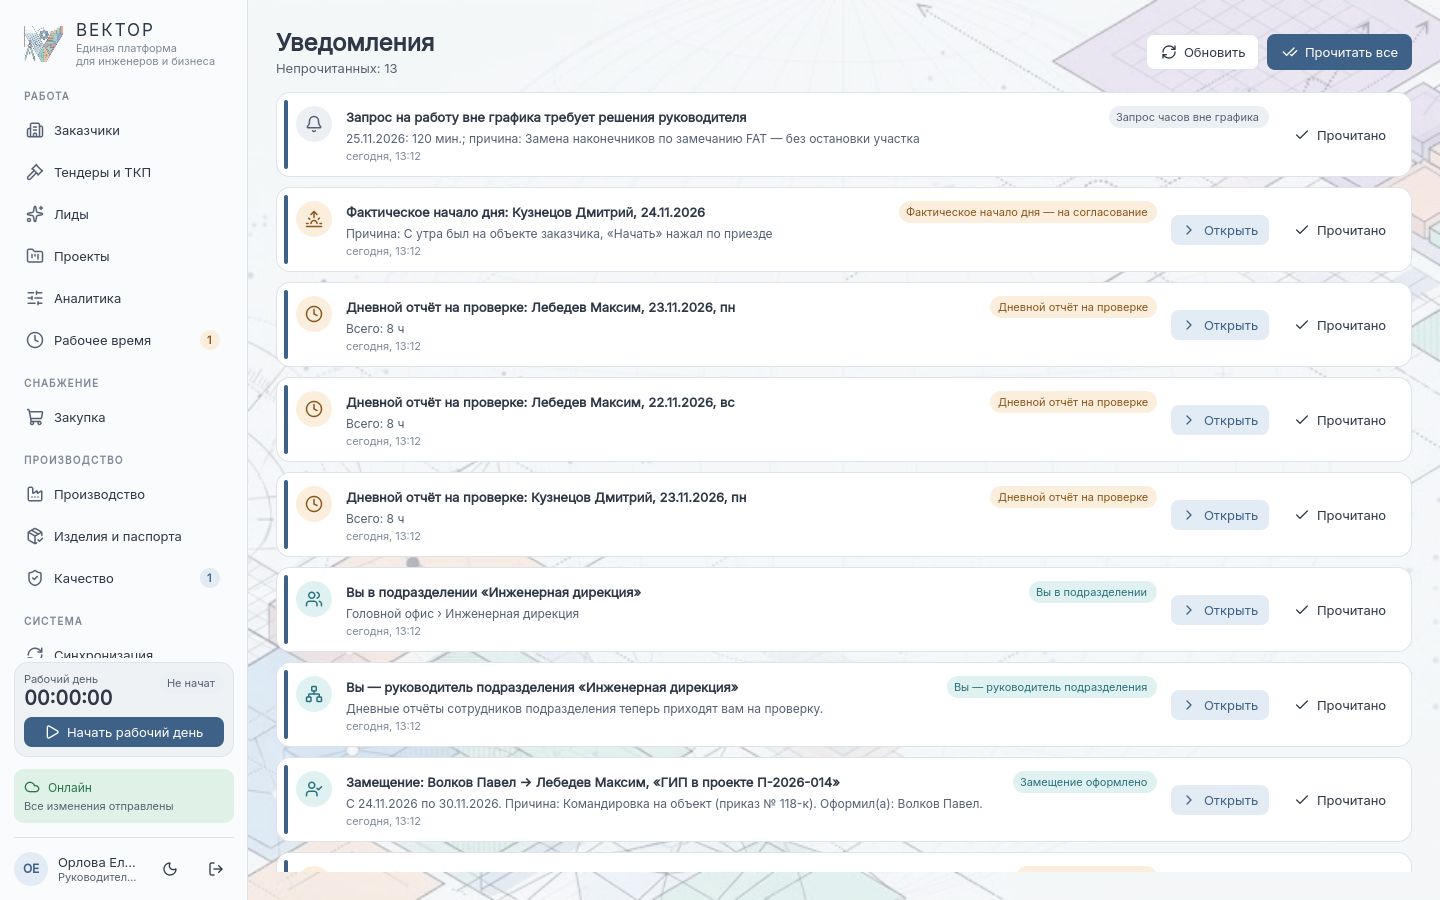 ВЕКТОР
Единая платформа
для инженеров и бизнеса
РАБОТА
Заказчики
Тендеры и ТКП
Лиды
Проекты
Аналитика
Рабочее время 1
СНАБЖЕНИЕ
Закупка
ПРОИЗВОДСТВО
Производство
Изделия и паспорта
Качество 1
СИСТЕМА
Синхронизация
Рабочий день
00:00:00
Не начат
Начать рабочий день
Онлайн
Все изменения отправлены
ОЕ
Орлова Ел...
Руководител...
Уведомления
Непрочитанных: 13
Обновить
Прочитать все
Запрос на работу вне графика требует решения руководителя
Запрос часов вне графика
25.11.2026: 120 мин.; причина: Замена наконечников по замечанию FAT — без остановки участка
сегодня, 13:12
Прочитано
Фактическое начало дня: Кузнецов Дмитрий, 24.11.2026
Фактическое начало дня — на согласование
Причина: С утра был на объекте заказчика, «Начать» нажал по приезде
сегодня, 13:12
Открыть
Прочитано
Дневной отчёт на проверке: Лебедев Максим, 23.11.2026, пн
Дневной отчёт на проверке
Всего: 8 ч
сегодня, 13:12
Открыть
Прочитано
Дневной отчёт на проверке: Лебедев Максим, 22.11.2026, вс
Дневной отчёт на проверке
Всего: 8 ч
сегодня, 13:12
Открыть
Прочитано
Дневной отчёт на проверке: Кузнецов Дмитрий, 23.11.2026, пн
Дневной отчёт на проверке
Всего: 8 ч
сегодня, 13:12
Открыть
Прочитано
Вы в подразделении «Инженерная дирекция»
Вы в подразделении
Головной офис › Инженерная дирекция
сегодня, 13:12
Открыть
Прочитано
Вы — руководитель подразделения «Инженерная дирекция»
Вы — руководитель подразделения
Дневные отчёты сотрудников подразделения теперь приходят вам на проверку.
сегодня, 13:12
Открыть
Прочитано
Замещение: Волков Павел → Лебедев Максим, «ГИП в проекте П-2026-014»
Замещение оформлено
С 24.11.2026 по 30.11.2026. Причина: Командировка на объект (приказ № 118-к). Оформил(а): Волков Павел.
сегодня, 13:12
Открыть
Прочитано